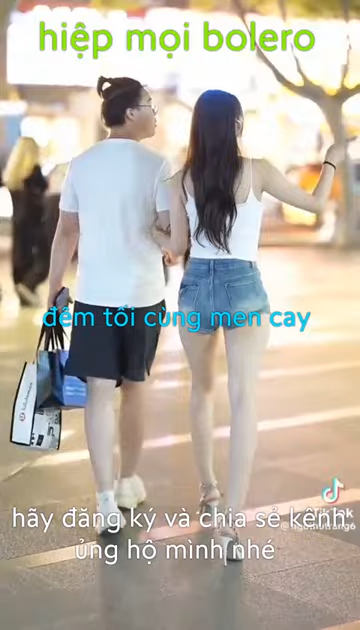 hiệp mọi bolero
đêm tối cùng men cay
TikTok
hãy đăng ký và chia sẻ kênh
ủng hộ mình nhé